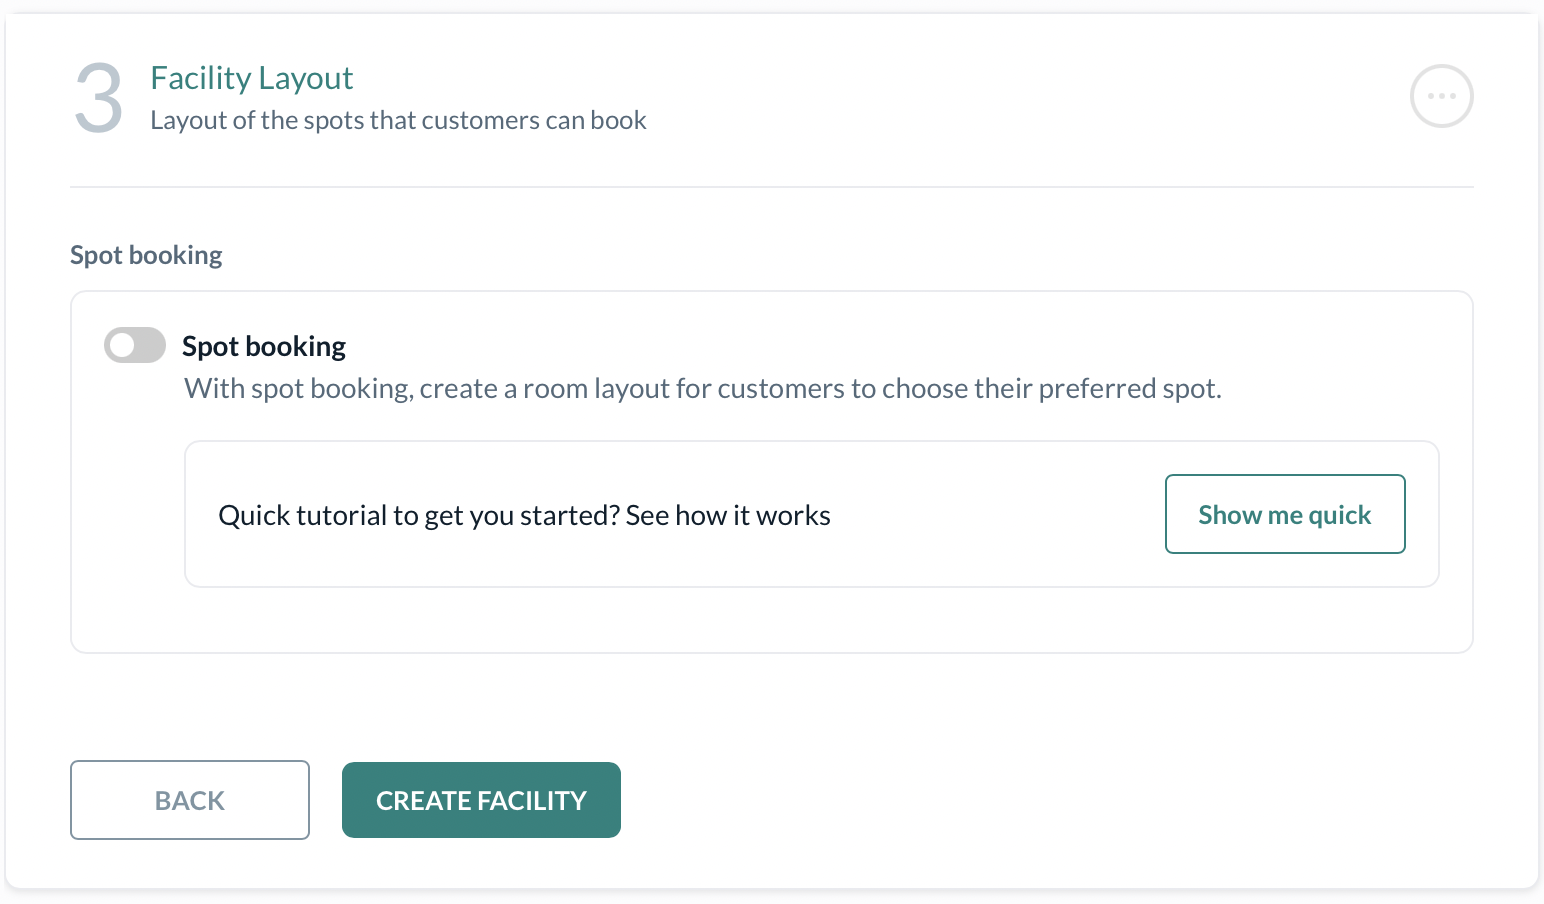 3
Facility Layout
Layout of the spots that customers can book
Spot booking
Spot booking
With spot booking, create a room layout for customers to choose their preferred spot.
Quick tutorial to get you started? See how it works
Show me quick
BACK
CREATE FACILITY